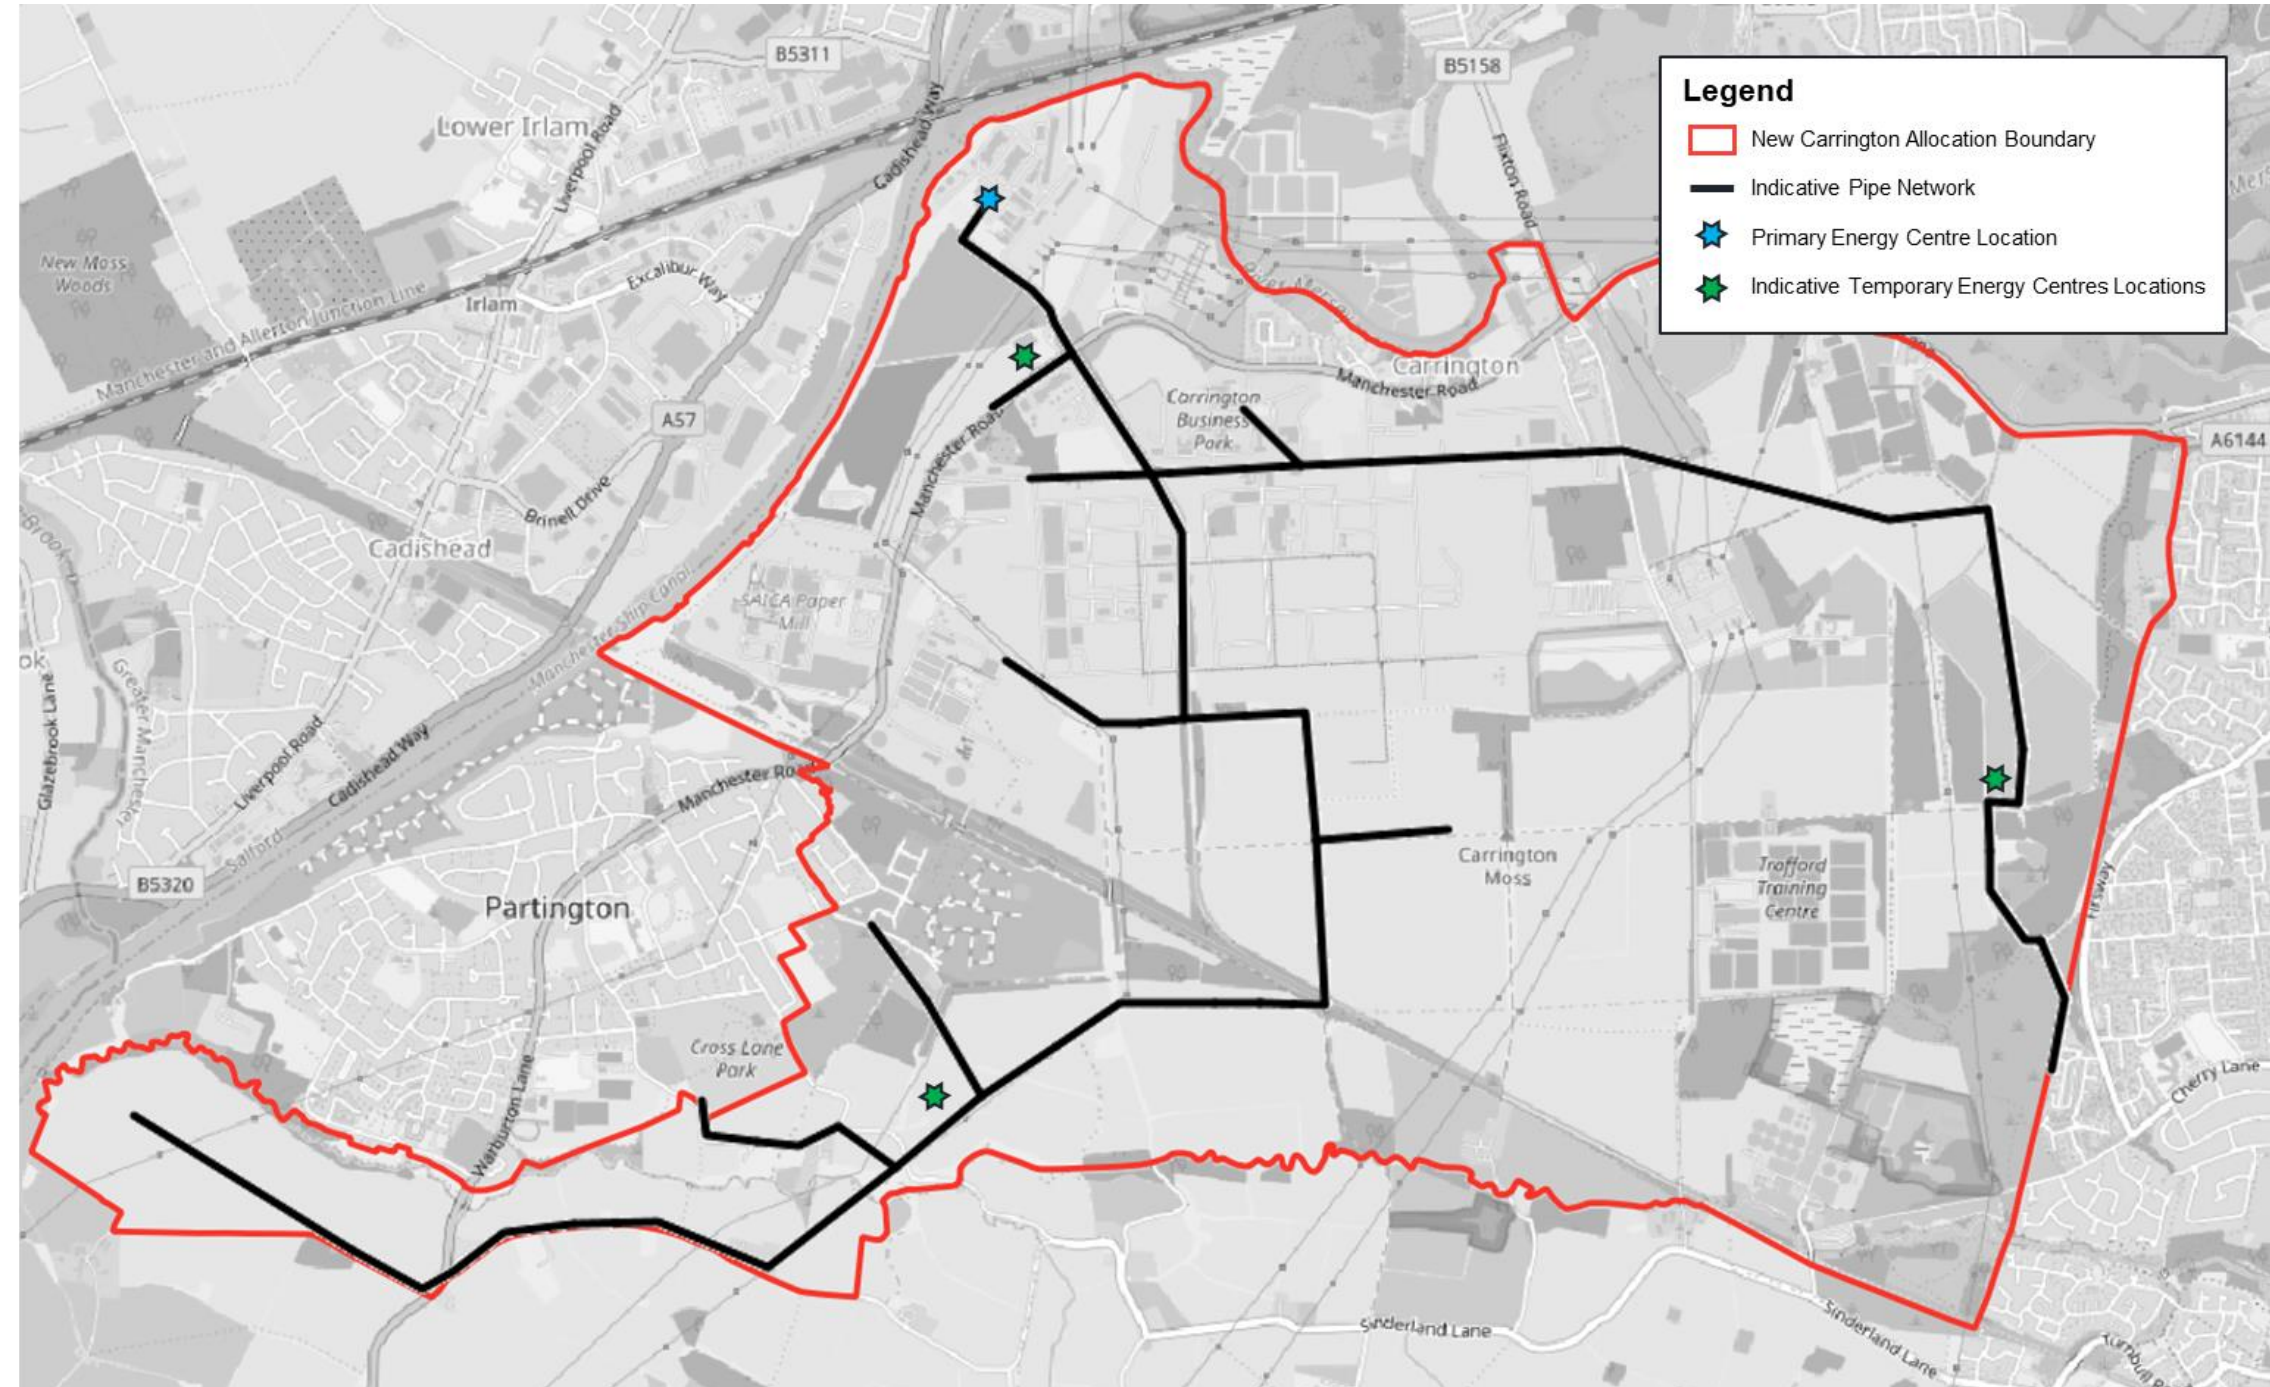 B5311
B5158
Legend
New Carrington Allocation Boundary
Indicative Pipe Network
Primary Energy Centre Location
Indicative Temporary Energy Centres Locations
Lower Irlam
Liverpool Road
Cadishead Way
Flixton Road
New Moss
Woods
Manchester and Allerton Junction Line
Irlam
Excalibur Way
River Mersey
Carrington
Manchester Road
Carrington
Business
Park
A57
A6144
Manchester Road
Brinell Drive
Cadishead
SAICA Paper
Mill
Manchester Ship Canal
Glazebrook Lane
Greater Manchester
Liverpool Road
Cadishead Way
Manchester Road
Salford
B5320
Partington
Carrington
Moss
Trafford
Training
Centre
Firsway
Cross Lane
Park
Warburton Lane
Cherry Lane
Sinderland Lane
Sinderland Lane